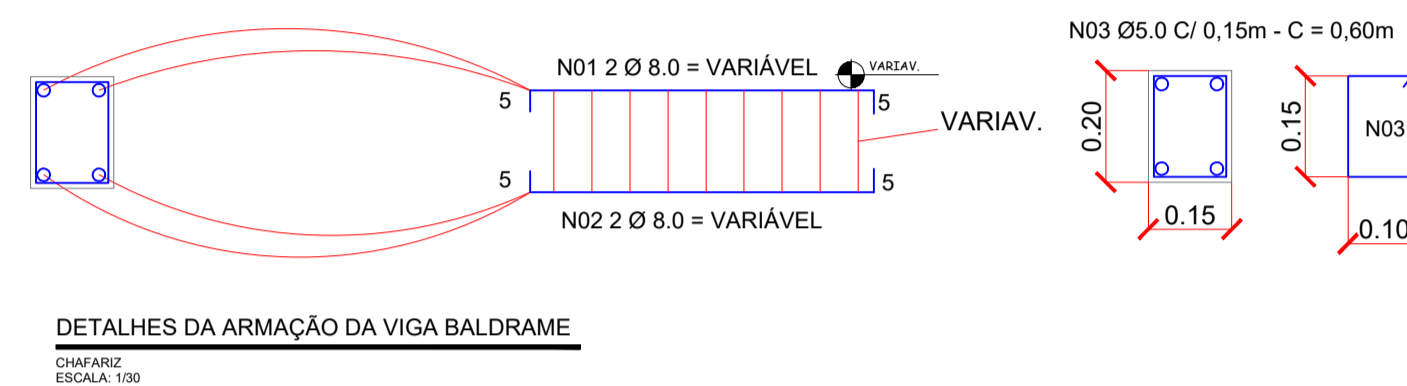 N03 Ø5.0 C/ 0,15m - C = 0,60m
N01 2 Ø 8.0 = VARIÁVEL
VARIAV.
5
5
VARIAV.
0.20
0.15
N03
5
5
N02 2 Ø 8.0 = VARIÁVEL
0.15
0.10
DETALHES DA ARMAÇÃO DA VIGA BALDRAME
CHAFARIZ
ESCALA: 1/30